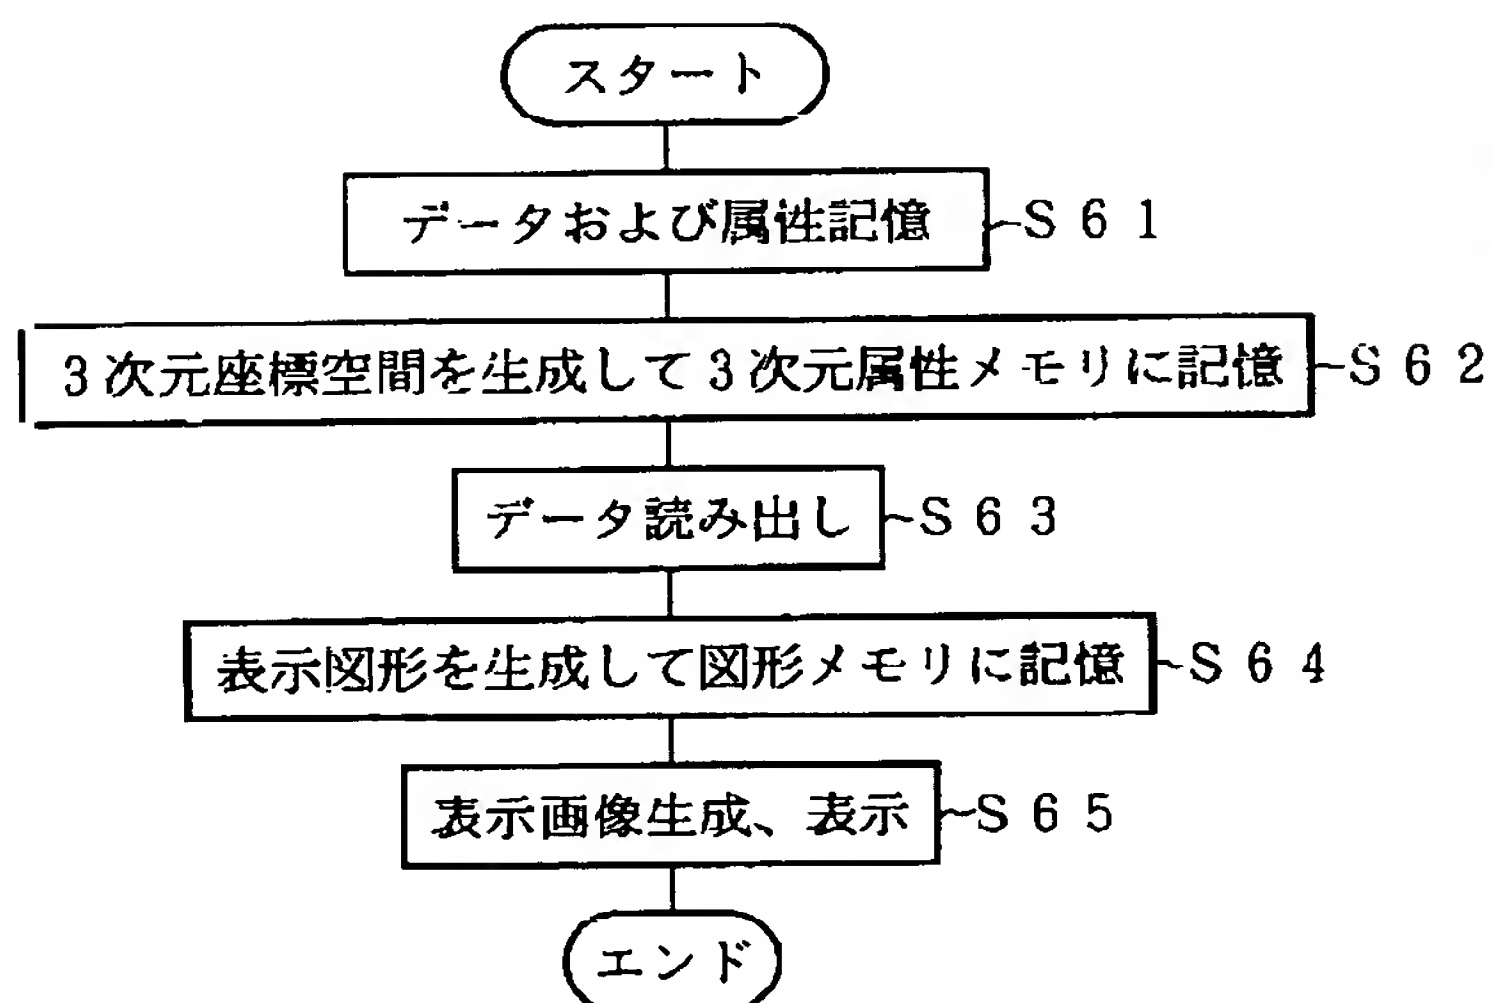 スタート
データおよび属性記憶 S61
3次元座標空間を生成して3次元属性メモリに記憶 S62
データ読み出し S63
表示図形を生成して図形メモリに記憶 S64
表示画像生成、表示 S65
エンド